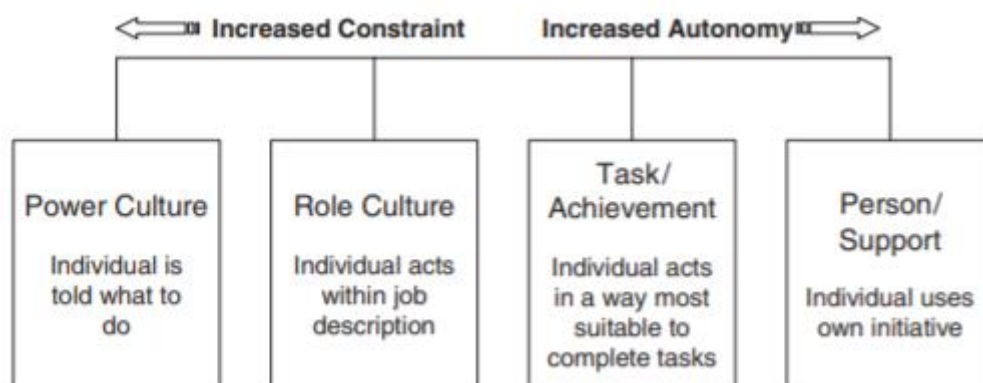 Increased Constraint
Increased Autonomy
Power Culture
Individual is
told what to
do
Role Culture
Individual acts
within job
description
Task/
Achievement
Individual acts
in a way most
suitable to
complete tasks
Person/
Support
Individual uses
own initiative